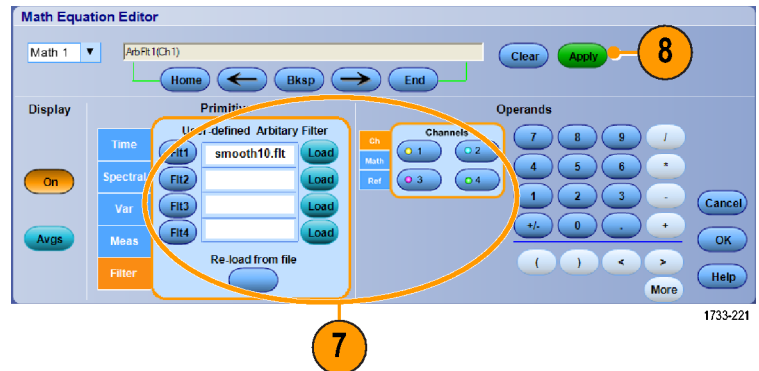 Math Equation Editor
Math 1
ArbFlt1(Ch1)
Clear
Apply
8
Home
Bksp
End
Display
On
Avgs
Time
Spectral
Var
Meas
Filter
User-defined Arbitary Filter
Flt1
smooth10.flt
Load
Flt2
Load
Flt3
Load
Flt4
Load
Re-load from file
Operands
Ch
Math
Ref
Channels
1
2
3
4
7 8 9 /
4 5 6 *
1 2 3 -
+/- 0 . +
( ) < >
More
Cancel
OK
Help
7
1733-221